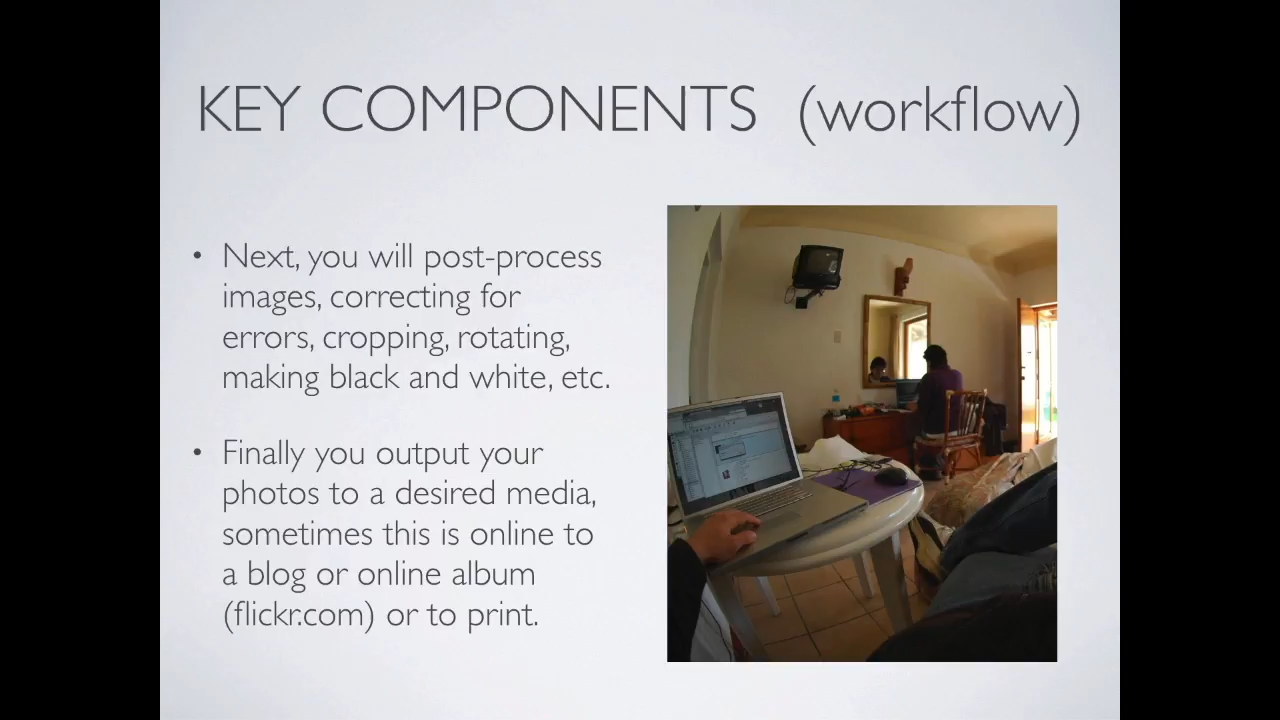 KEY COMPONENTS (workflow)
• Next, you will post-process
images, correcting for
errors, cropping, rotating,
making black and white, etc.
• Finally you output your
photos to a desired media,
sometimes this is online to
a blog or online album
(flickr.com) or to print.